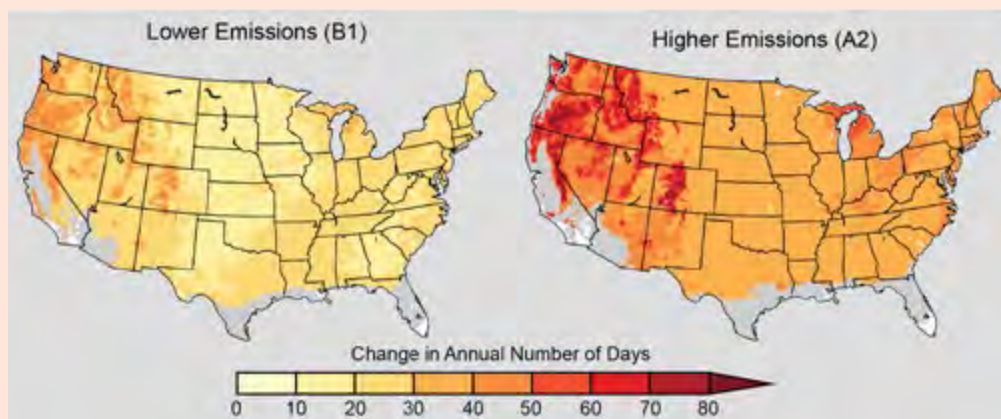 Lower Emissions (B1)
Higher Emissions (A2)
Change in Annual Number of Days
0 10 20 30 40 50 60 70 80